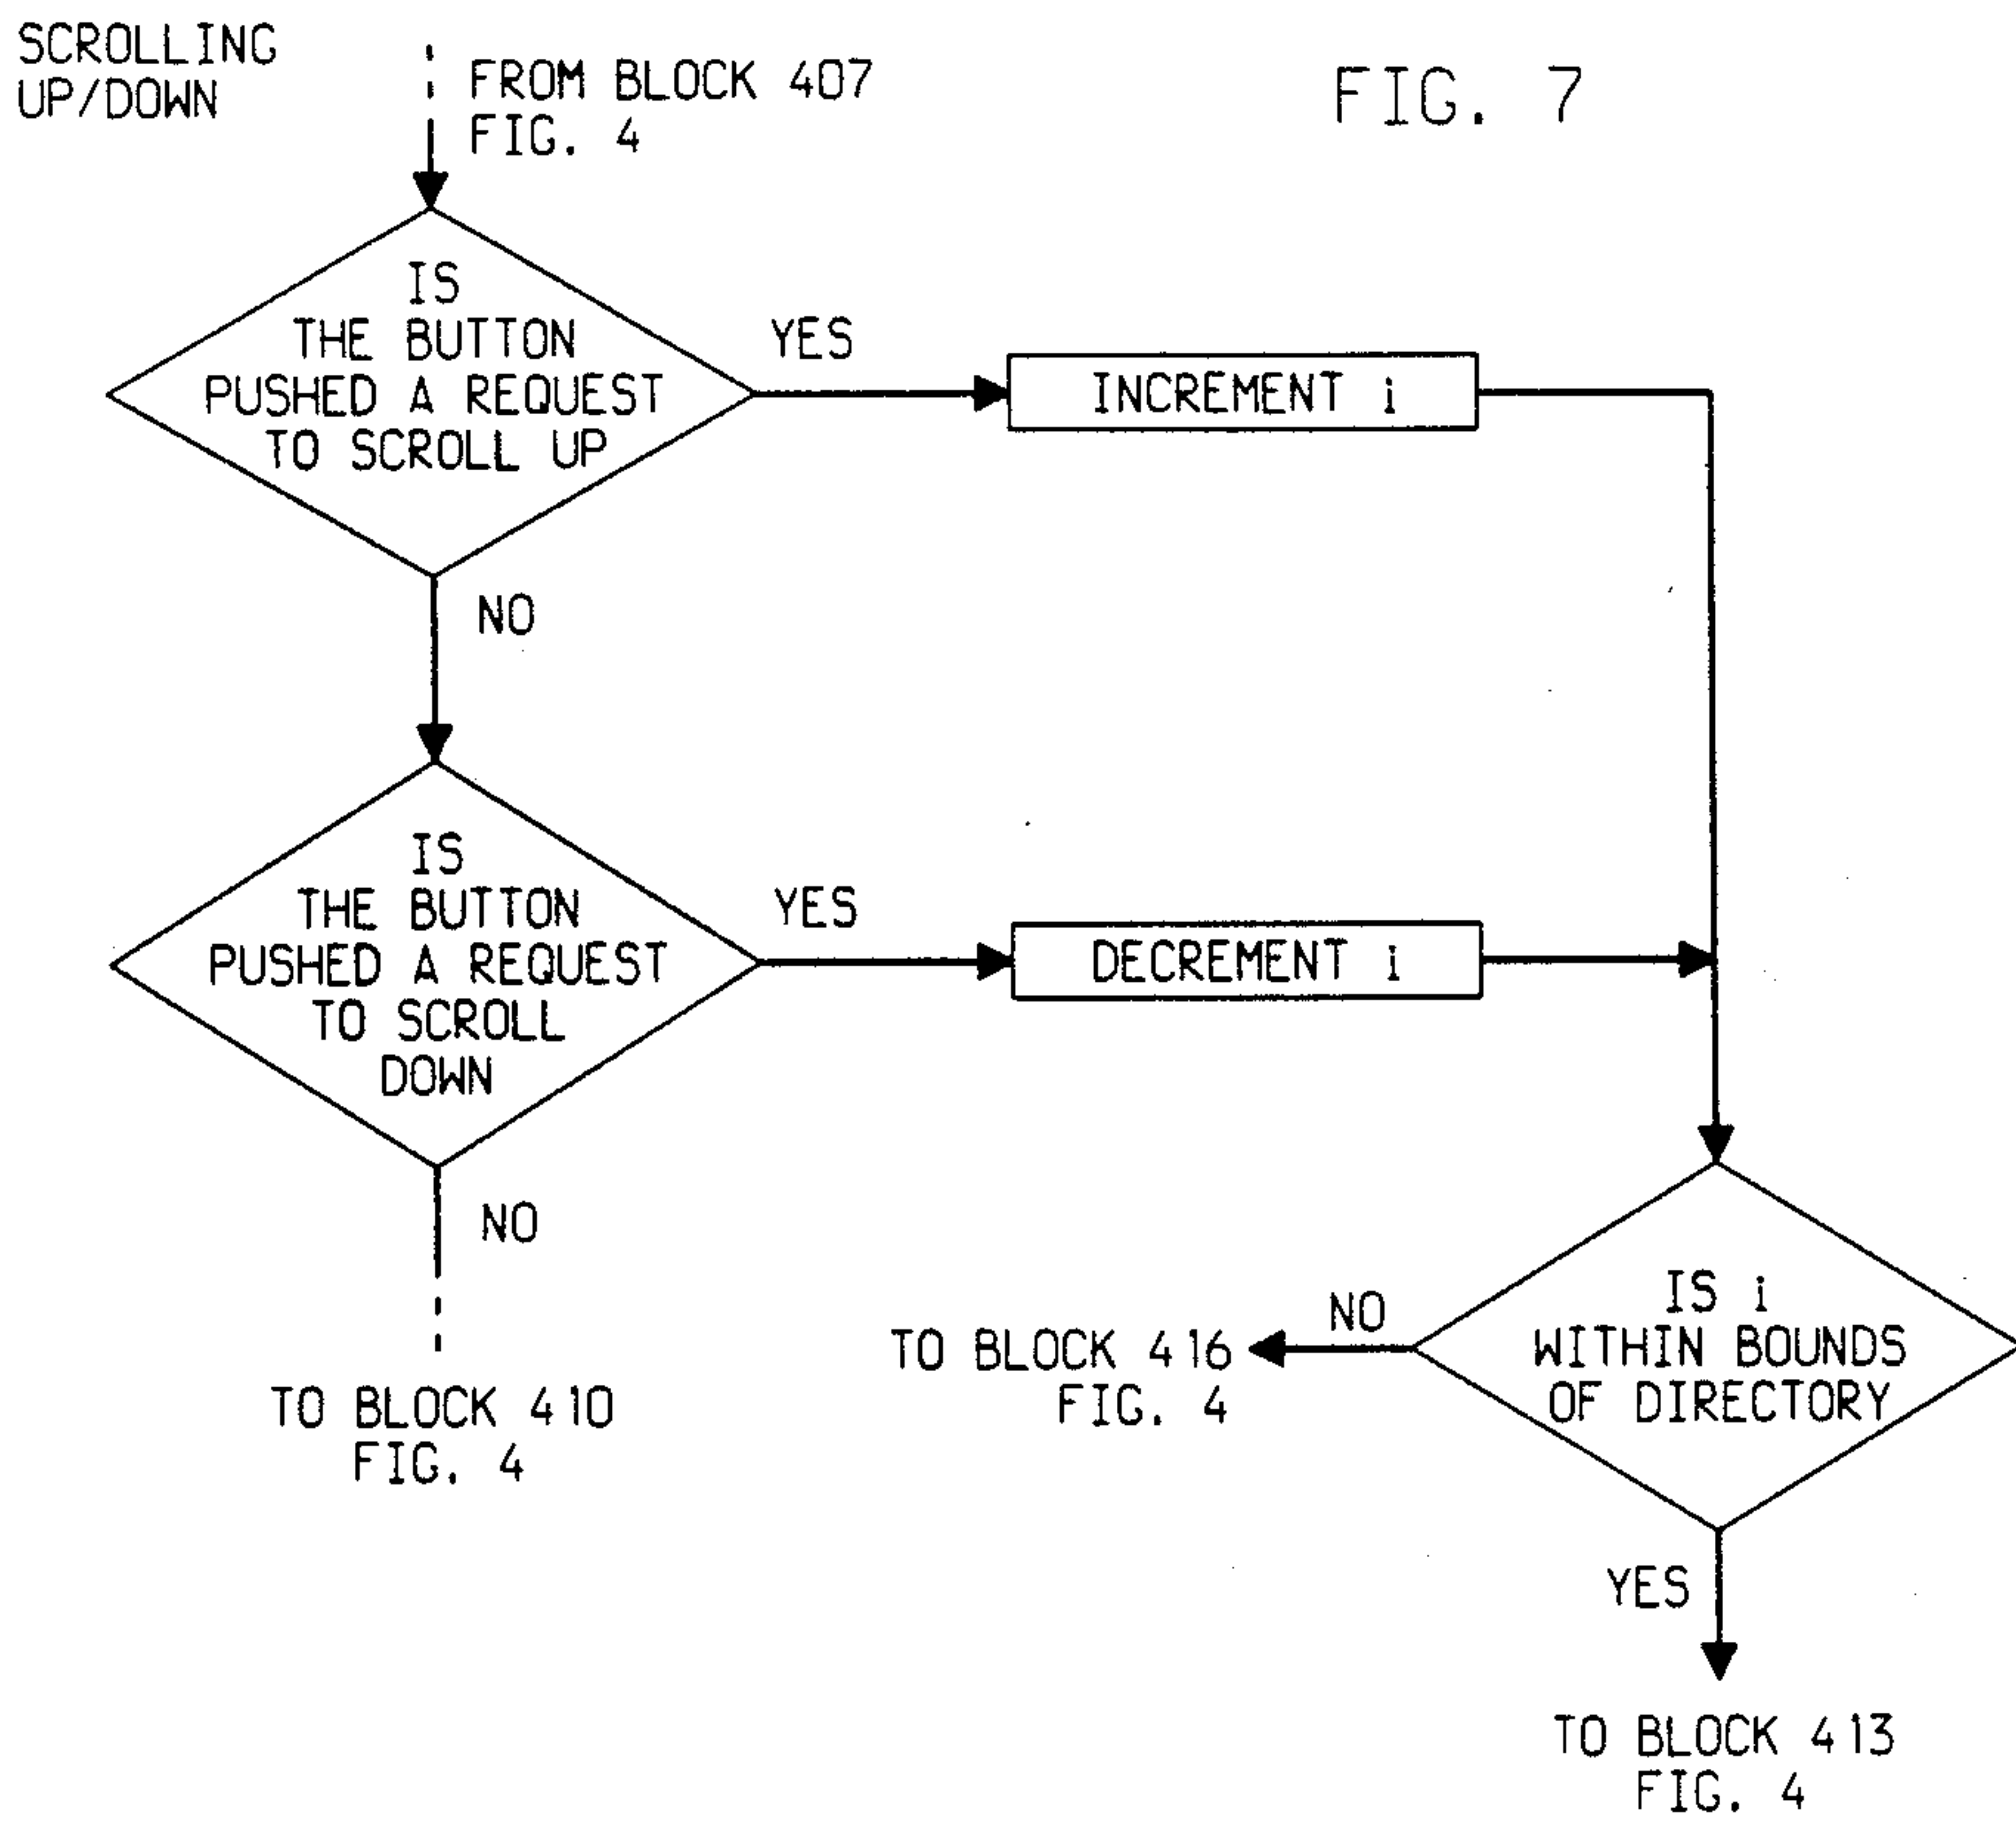 SCROLLING
UP/DOWN
FROM BLOCK 407
FIG. 4
FIG. 7
IS
THE BUTTON
PUSHED A REQUEST
TO SCROLL UP
YES
INCREMENT i
NO
IS
THE BUTTON
PUSHED A REQUEST
TO SCROLL
DOWN
YES
DECREMENT i
NO
TO BLOCK 410
FIG. 4
IS i
WITHIN BOUNDS
OF DIRECTORY
NO
TO BLOCK 416
FIG. 4
YES
TO BLOCK 413
FIG. 4